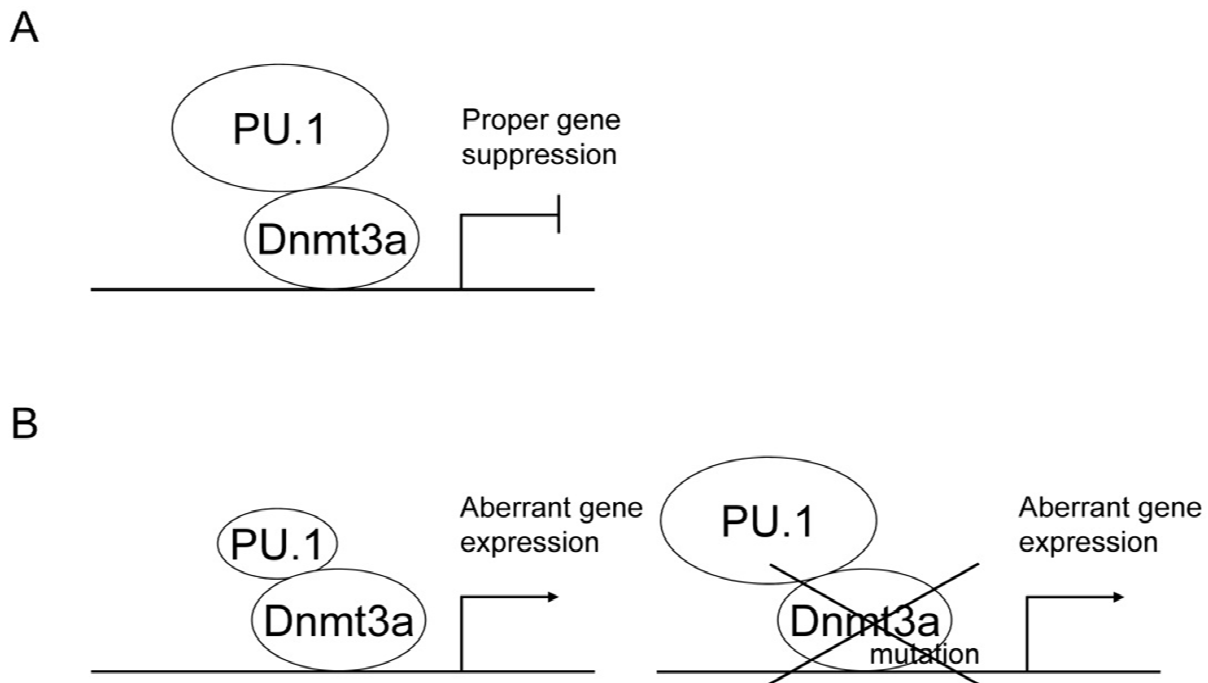 A
PU.1
Proper gene
suppression
Dnmt3a
B
PU.1
Aberrant gene
expression
Dnmt3a
PU.1
Aberrant gene
expression
Dnmt3a
mutation